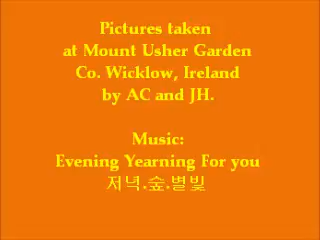 Pictures taken
at Mount Usher Garden
Co. Wicklow, Ireland
by AC and JH.
Music:
Evening Yearning For you
저녁.숲.별빛